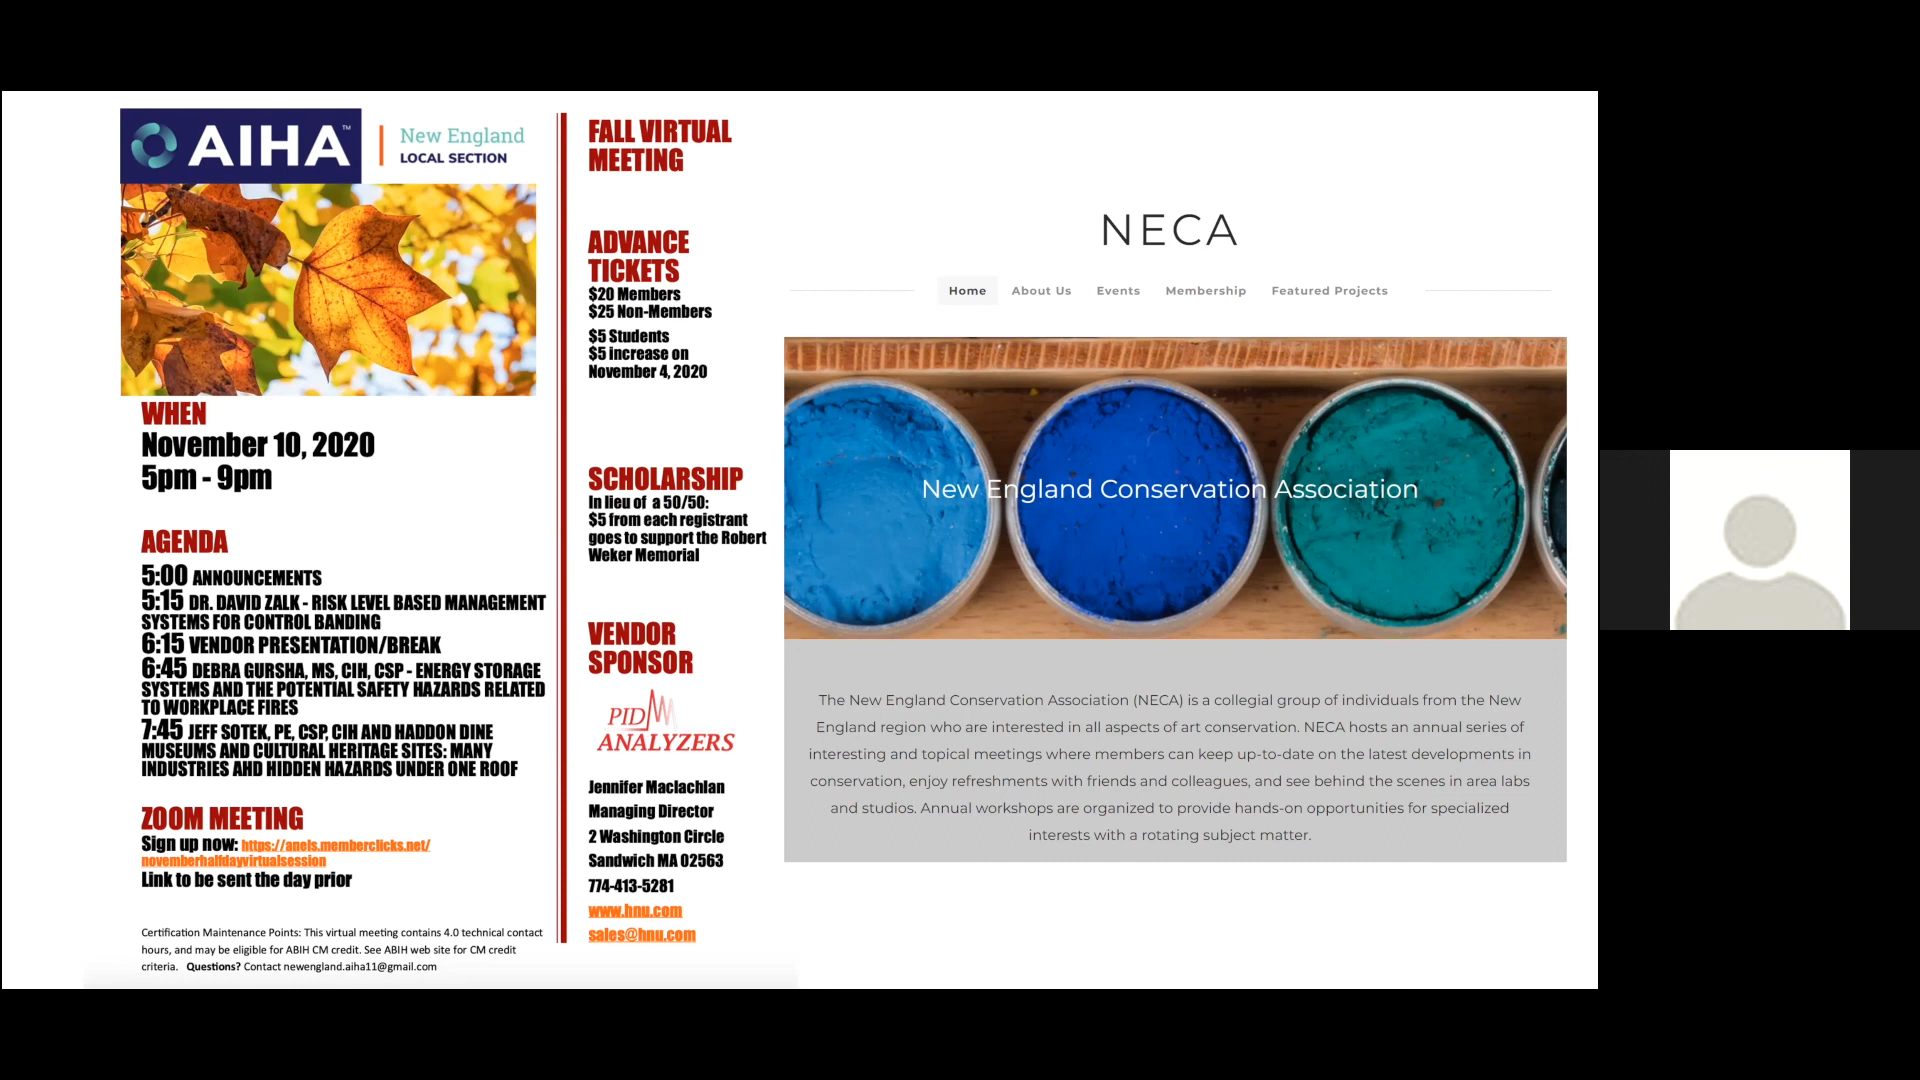 AIHA™
New England
LOCAL SECTION
WHEN
November 10, 2020
5pm - 9pm
AGENDA
5:00 ANNOUNCEMENTS
5:15 DR. DAVID ZALK - RISK LEVEL BASED MANAGEMENT
SYSTEMS FOR CONTROL BANDING
6:15 VENDOR PRESENTATION/BREAK
6:45 DEBRA GURSHA, MS, CIH, CSP - ENERGY STORAGE
SYSTEMS AND THE POTENTIAL SAFETY HAZARDS RELATED
TO WORKPLACE FIRES
7:45 JEFF SOTEK, PE, CSP, CIH AND HADDON DINE
MUSEUMS AND CULTURAL HERITAGE SITES: MANY
INDUSTRIES AHD HIDDEN HAZARDS UNDER ONE ROOF
ZOOM MEETING
Sign up now: https://anels.memberclicks.net/
novemberhalfdayvirtualsession
Link to be sent the day prior
Certification Maintenance Points: This virtual meeting contains 4.0 technical contact
hours, and may be eligible for ABIH CM credit. See ABIH web site for CM credit
criteria. Questions? Contact newengland.aiha11@gmail.com
FALL VIRTUAL
MEETING
ADVANCE
TICKETS
$20 Members
$25 Non-Members
$5 Students
$5 increase on
November 4, 2020
SCHOLARSHIP
In lieu of a 50/50:
$5 from each registrant
goes to support the Robert
Weker Memorial
VENDOR
SPONSOR
PID
ANALYZERS
Jennifer Maclachlan
Managing Director
2 Washington Circle
Sandwich MA 02563
774-413-5281
www.hnu.com
sales@hnu.com
NECA
Home About Us Events Membership Featured Projects
New England Conservation Association
The New England Conservation Association (NECA) is a collegial group of individuals from the New
England region who are interested in all aspects of art conservation. NECA hosts an annual series of
interesting and topical meetings where members can keep up-to-date on the latest developments in
conservation, enjoy refreshments with friends and colleagues, and see behind the scenes in area labs
and studios. Annual workshops are organized to provide hands-on opportunities for specialized
interests with a rotating subject matter.